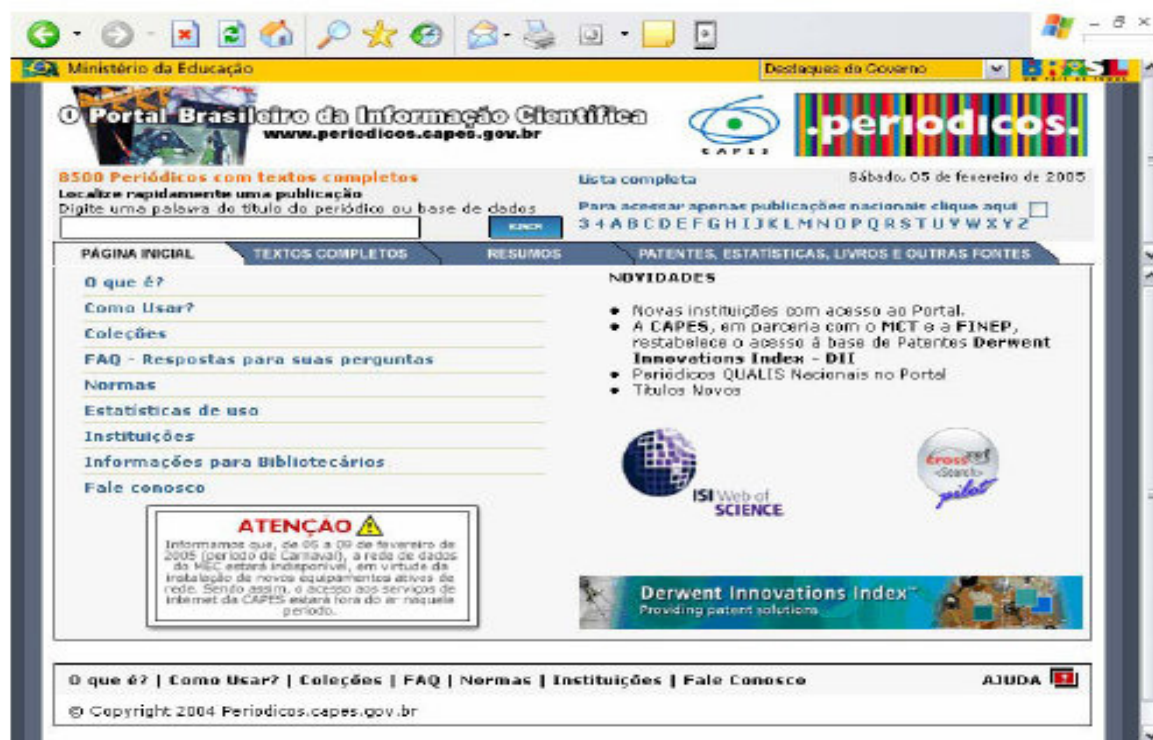 Ministério da Educação
Destaques do Governo
BRASIL
O Portal Brasileiro da Informação Científica
www.periodicos.capes.gov.br
CAPES
.periodicos.
8500 Periódicos com textos completos
Localize rapidamente uma publicação
Digite uma palavra do título do periódico ou base de dados
Lista completa
Sábado, 05 de fevereiro de 2005
Para acessar apenas publicações nacionais clique aqui
3 4 A B C D E F G H I J K L M N O P Q R S T U V W X Y Z
PÁGINA INICIAL
TEXTOS COMPLETOS
RESUMOS
PATENTES, ESTATÍSTICAS, LIVROS E OUTRAS FONTES
O que é?
Como Usar?
Coleções
FAQ - Respostas para suas perguntas
Normas
Estatísticas de uso
Instituições
Informações para Bibliotecários
Fale conosco
ATENÇÃO
Informamos que, de 05 a 09 de fevereiro de
2005 (período de Carnaval), a rede de dados
do MEC estará indisponível, em virtude da
instalação de novos equipamentos ativos de
rede. Sendo assim, o acesso aos serviços de
internet da CAPES estará fora do ar naquele
período.
NOVIDADES
• Novas instituições com acesso ao Portal.
• A CAPES, em parceria com o MCT e a FINEP,
restabelece o acesso à base de Patentes Derwent
Innovations Index - DII
• Periódicos QUALIS Nacionais no Portal
• Títulos Novos
ISI Web of
SCIENCE
crossref
Search
pilot
Derwent Innovations Index
Providing patent solutions
O que é? | Como Usar? | Coleções | FAQ | Normas | Instituições | Fale Conosco
AJUDA
© Copyright 2004 Periodicos.capes.gov.br